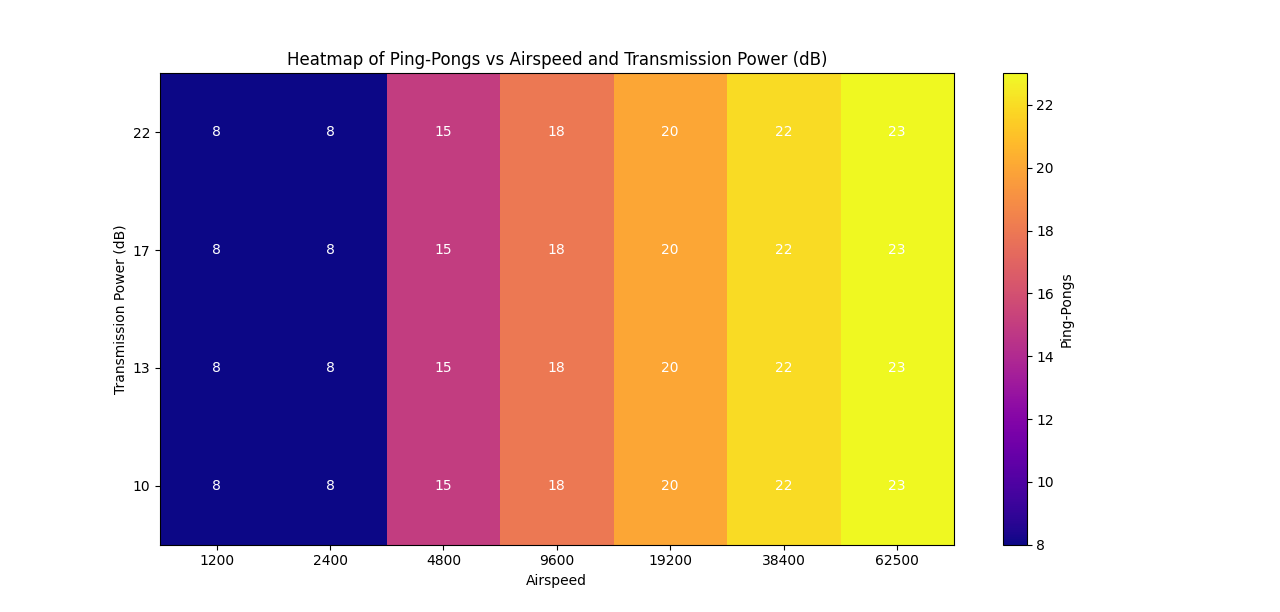 Heatmap of Ping-Pongs vs Airspeed and Transmission Power (dB)
Transmission Power (dB)
22 8 8 15 18 20 22 23
17 8 8 15 18 20 22 23
13 8 8 15 18 20 22 23
10 8 8 15 18 20 22 23
1200 2400 4800 9600 19200 38400 62500
Airspeed
22
20
18
16
14
12
10
8
Ping-Pongs